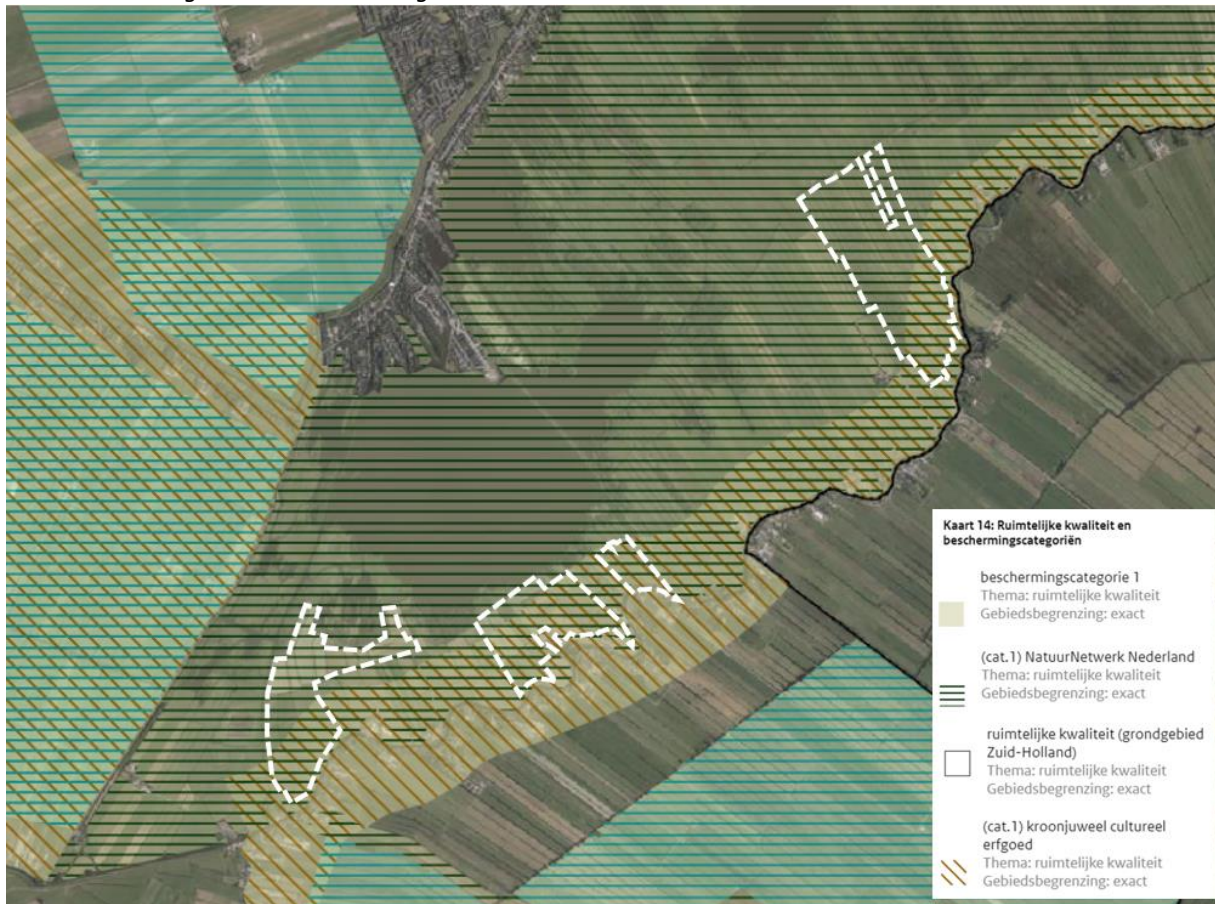 Kaart 14: Ruimtelijke kwaliteit en
beschermingscategoriën
beschermingscategorie 1
Thema: ruimtelijke kwaliteit
Gebiedsbegrenzing: exact
(cat.1) NatuurNetwerk Nederland
Thema: ruimtelijke kwaliteit
Gebiedsbegrenzing: exact
ruimtelijke kwaliteit (grondgebied
Zuid-Holland)
Thema: ruimtelijke kwaliteit
Gebiedsbegrenzing: exact
(cat.1) kroonjuweel cultureel
erfgoed
Thema: ruimtelijke kwaliteit
Gebiedsbegrenzing: exact